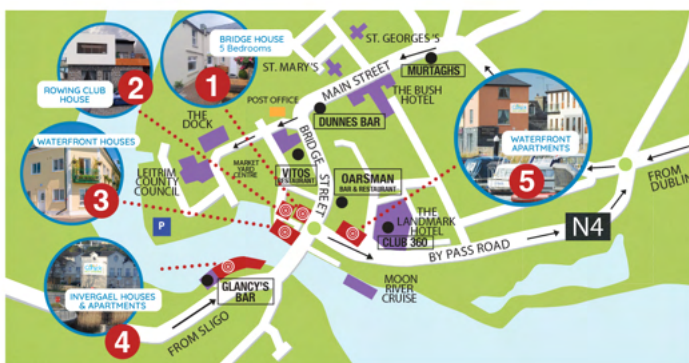 BRIDGE HOUSE
5 Bedrooms
1
ROWING CLUB
HOUSE
2
WATERFRONT HOUSES
3
INVERGAEL HOUSES
& APARTMENTS
4
WATERFRONT
APARTMENTS
5
ST. GEORGES'S
ST. MARY'S
MAIN STREET
MURTAGHS
THE BUSH
HOTEL
POST OFFICE
DUNNES BAR
THE
DOCK
BRIDGE STREET
MARKET
YARD
CENTRE
VITOS
RESTAURANT
OARSMAN
BAR & RESTAURANT
LEITRIM
COUNTY
COUNCIL
P
THE
LANDMARK
HOTEL
CLUB 360
BY PASS ROAD
N4
FROM
DUBLIN
MOON
RIVER
CRUISE
GLANCY'S
BAR
FROM SLIGO